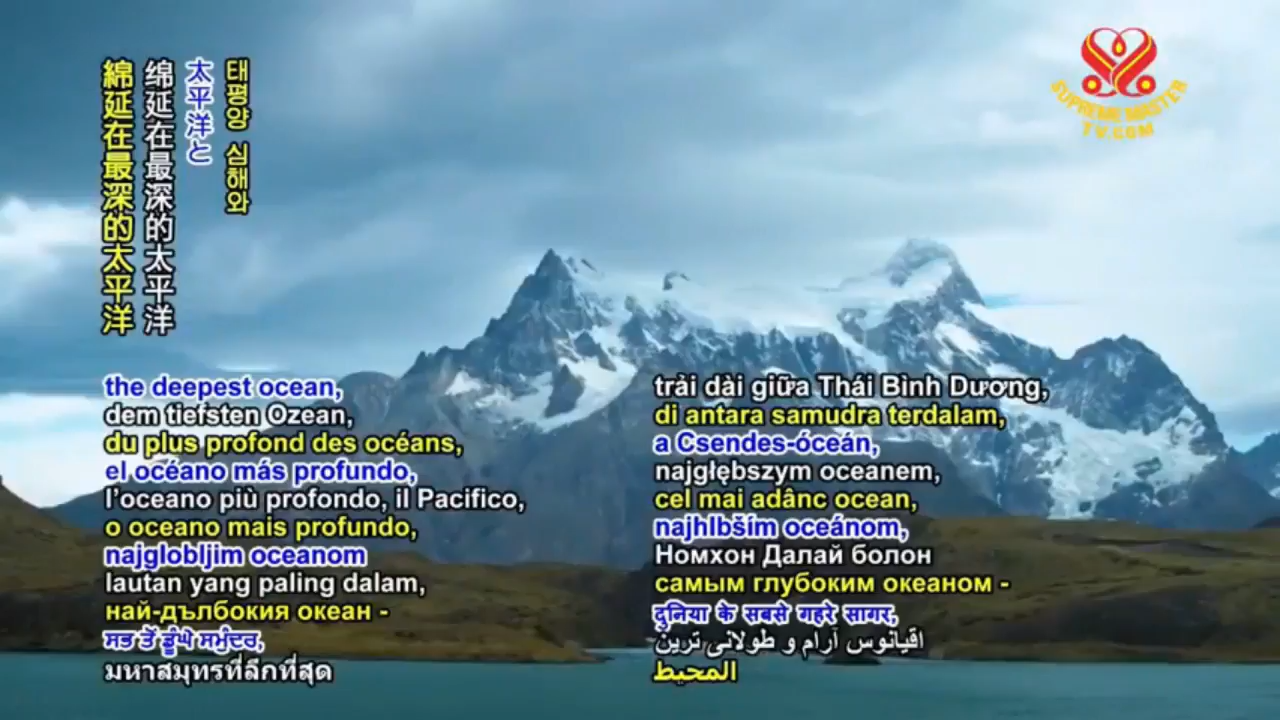 綿延在最深的太平洋
绵延在最深的太平洋
太平洋と
태평양 심해와
SUPREME MASTER
TV.COM
the deepest ocean,
dem tiefsten Ozean,
du plus profond des océans,
el océano más profundo,
l’oceano più profondo, il Pacifico,
o oceano mais profundo,
najglobljim oceanom
lautan yang paling dalam,
най-дълбокия океан -
ਸਭ ਤੋਂ ਡੂੰਘੇ ਸਮੁੰਦਰ,
มหาสมุทรที่ลึกที่สุด
trải dài giữa Thái Bình Dương,
di antara samudra terdalam,
a Csendes-óceán,
najgłębszym oceanem,
cel mai adânc ocean,
najhlbším oceánom,
Номхон Далай болон
самым глубоким океаном -
दुनिया के सबसे गहरे सागर,
اقیانوس آرام و طولانی ترین
المحيط